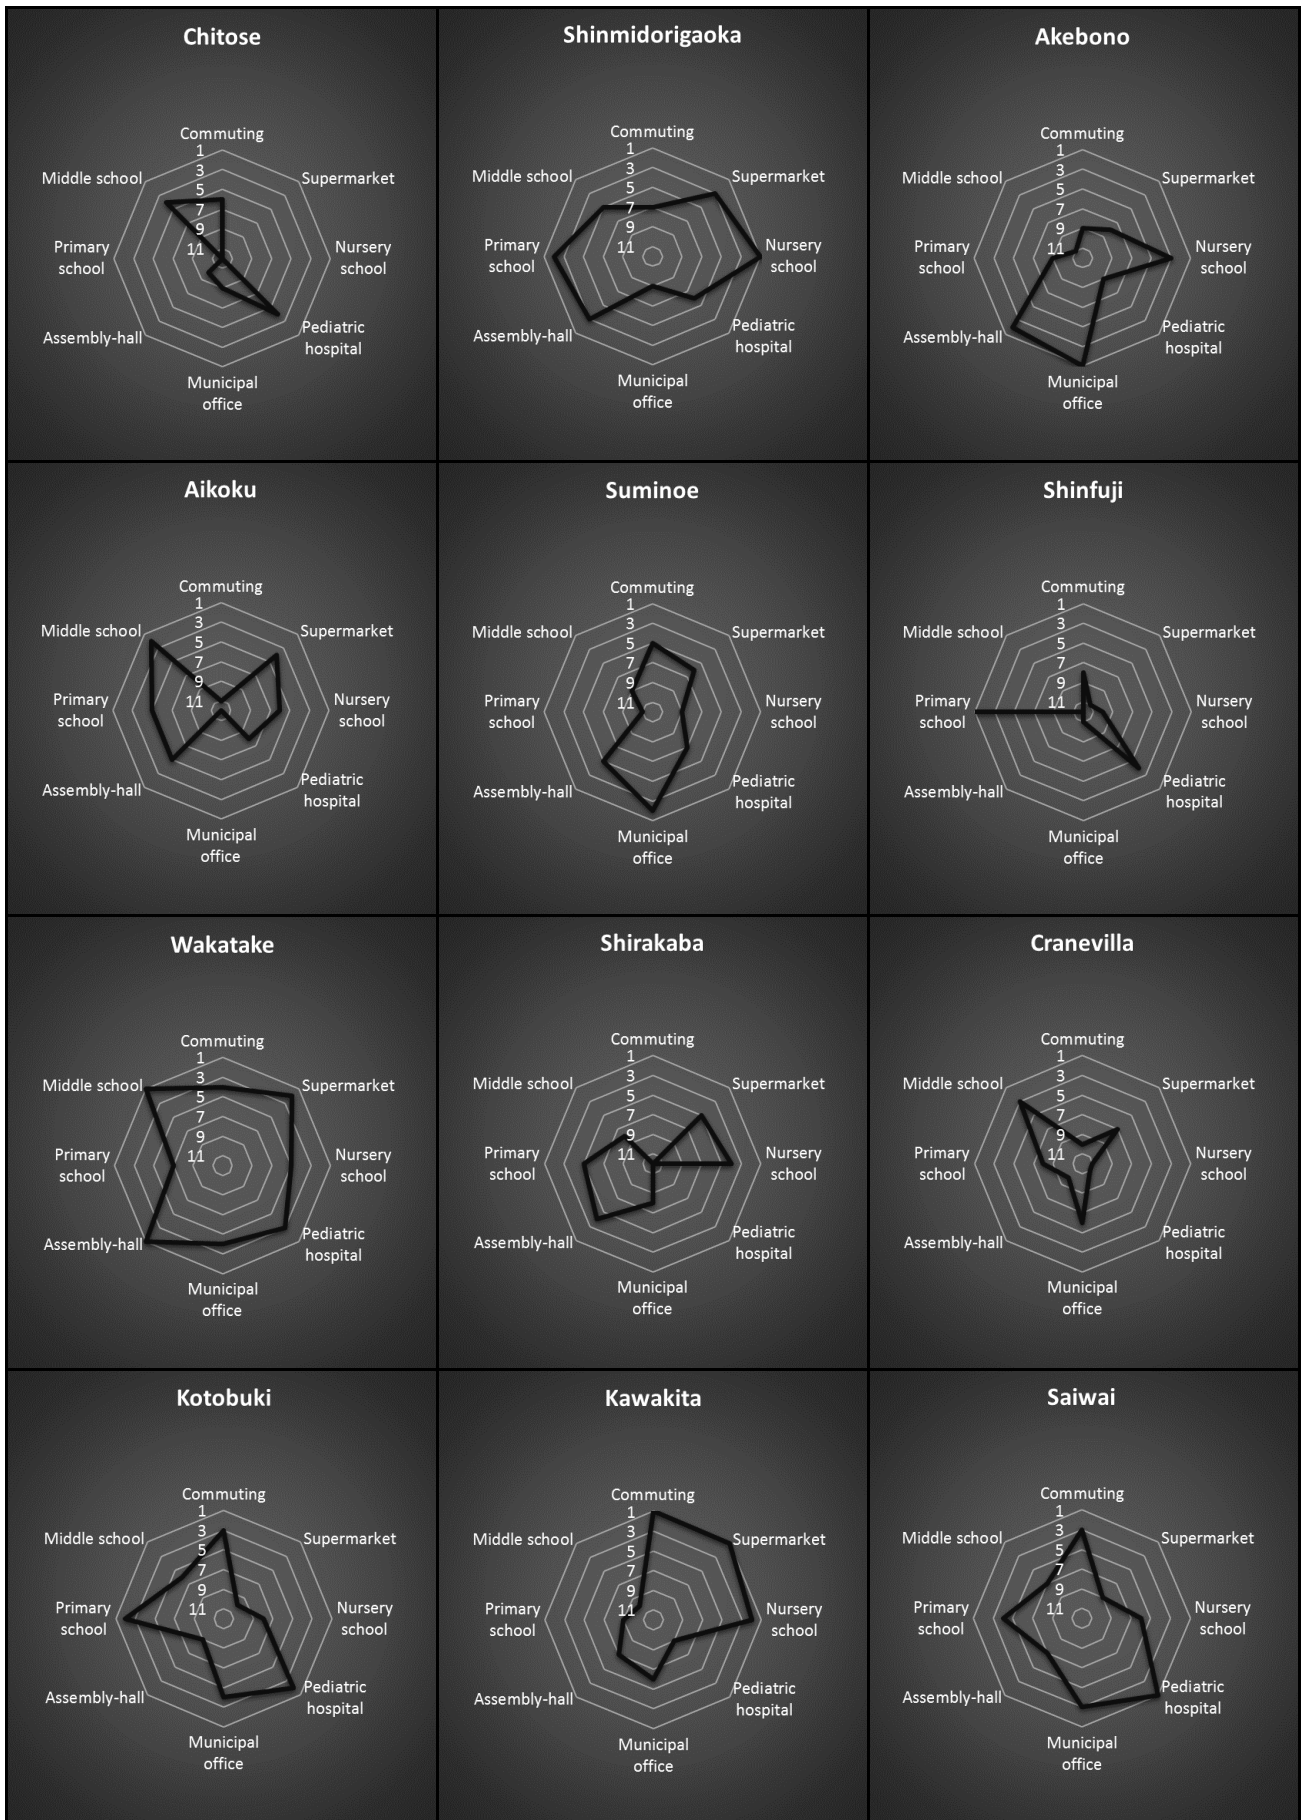 Chitose
Commuting
1
3
5
7
9
11
Supermarket
Nursery
school
Pediatric
hospital
Municipal
office
Assembly-hall
Primary
school
Middle school
Shinmidorigaoka
Commuting
1
3
5
7
9
11
Supermarket
Nursery
school
Pediatric
hospital
Municipal
office
Assembly-hall
Primary
school
Middle school
Akebono
Commuting
1
3
5
7
9
11
Supermarket
Nursery
school
Pediatric
hospital
Municipal
office
Assembly-hall
Primary
school
Middle school
Aikoku
Commuting
1
3
5
7
9
11
Supermarket
Nursery
school
Pediatric
hospital
Municipal
office
Assembly-hall
Primary
school
Middle school
Suminoe
Commuting
1
3
5
7
9
11
Supermarket
Nursery
school
Pediatric
hospital
Municipal
office
Assembly-hall
Primary
school
Middle school
Shinfuji
Commuting
1
3
5
7
9
11
Supermarket
Nursery
school
Pediatric
hospital
Municipal
office
Assembly-hall
Primary
school
Middle school
Wakatake
Commuting
1
3
5
7
9
11
Supermarket
Nursery
school
Pediatric
hospital
Municipal
office
Assembly-hall
Primary
school
Middle school
Shirakaba
Commuting
1
3
5
7
9
11
Supermarket
Nursery
school
Pediatric
hospital
Municipal
office
Assembly-hall
Primary
school
Middle school
Cranevilla
Commuting
1
3
5
7
9
11
Supermarket
Nursery
school
Pediatric
hospital
Municipal
office
Assembly-hall
Primary
school
Middle school
Kotobuki
Commuting
1
3
5
7
9
11
Supermarket
Nursery
school
Pediatric
hospital
Municipal
office
Assembly-hall
Primary
school
Middle school
Kawakita
Commuting
1
3
5
7
9
11
Supermarket
Nursery
school
Pediatric
hospital
Municipal
office
Assembly-hall
Primary
school
Middle school
Saiwai
Commuting
1
3
5
7
9
11
Supermarket
Nursery
school
Pediatric
hospital
Municipal
office
Assembly-hall
Primary
school
Middle school